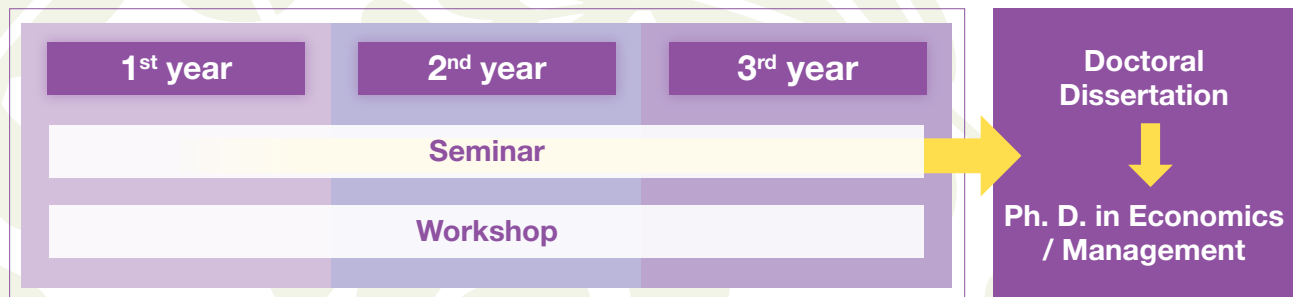 1st year
2nd year
3rd year
Seminar
Workshop
Doctoral
Dissertation
Ph. D. in Economics
/ Management